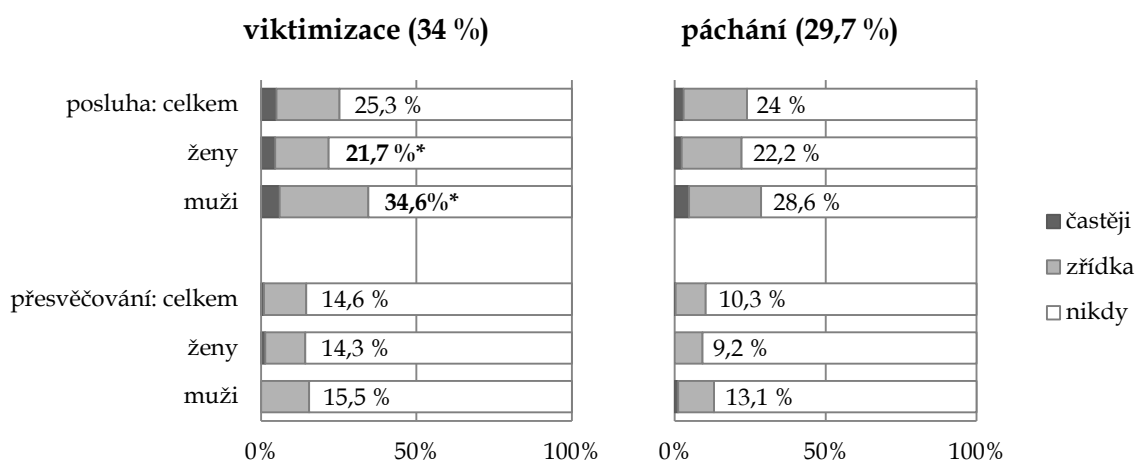 viktimizace (34 %)
páchání (29,7 %)
posluha: celkem
25,3 %
24 %
ženy
21,7 %*
22,2 %
muži
34,6%*
28,6 %
častěji
zřídka
nikdy
přesvěčování: celkem
14,6 %
10,3 %
ženy
14,3 %
9,2 %
muži
15,5 %
13,1 %
0%
50%
100%
0%
50%
100%